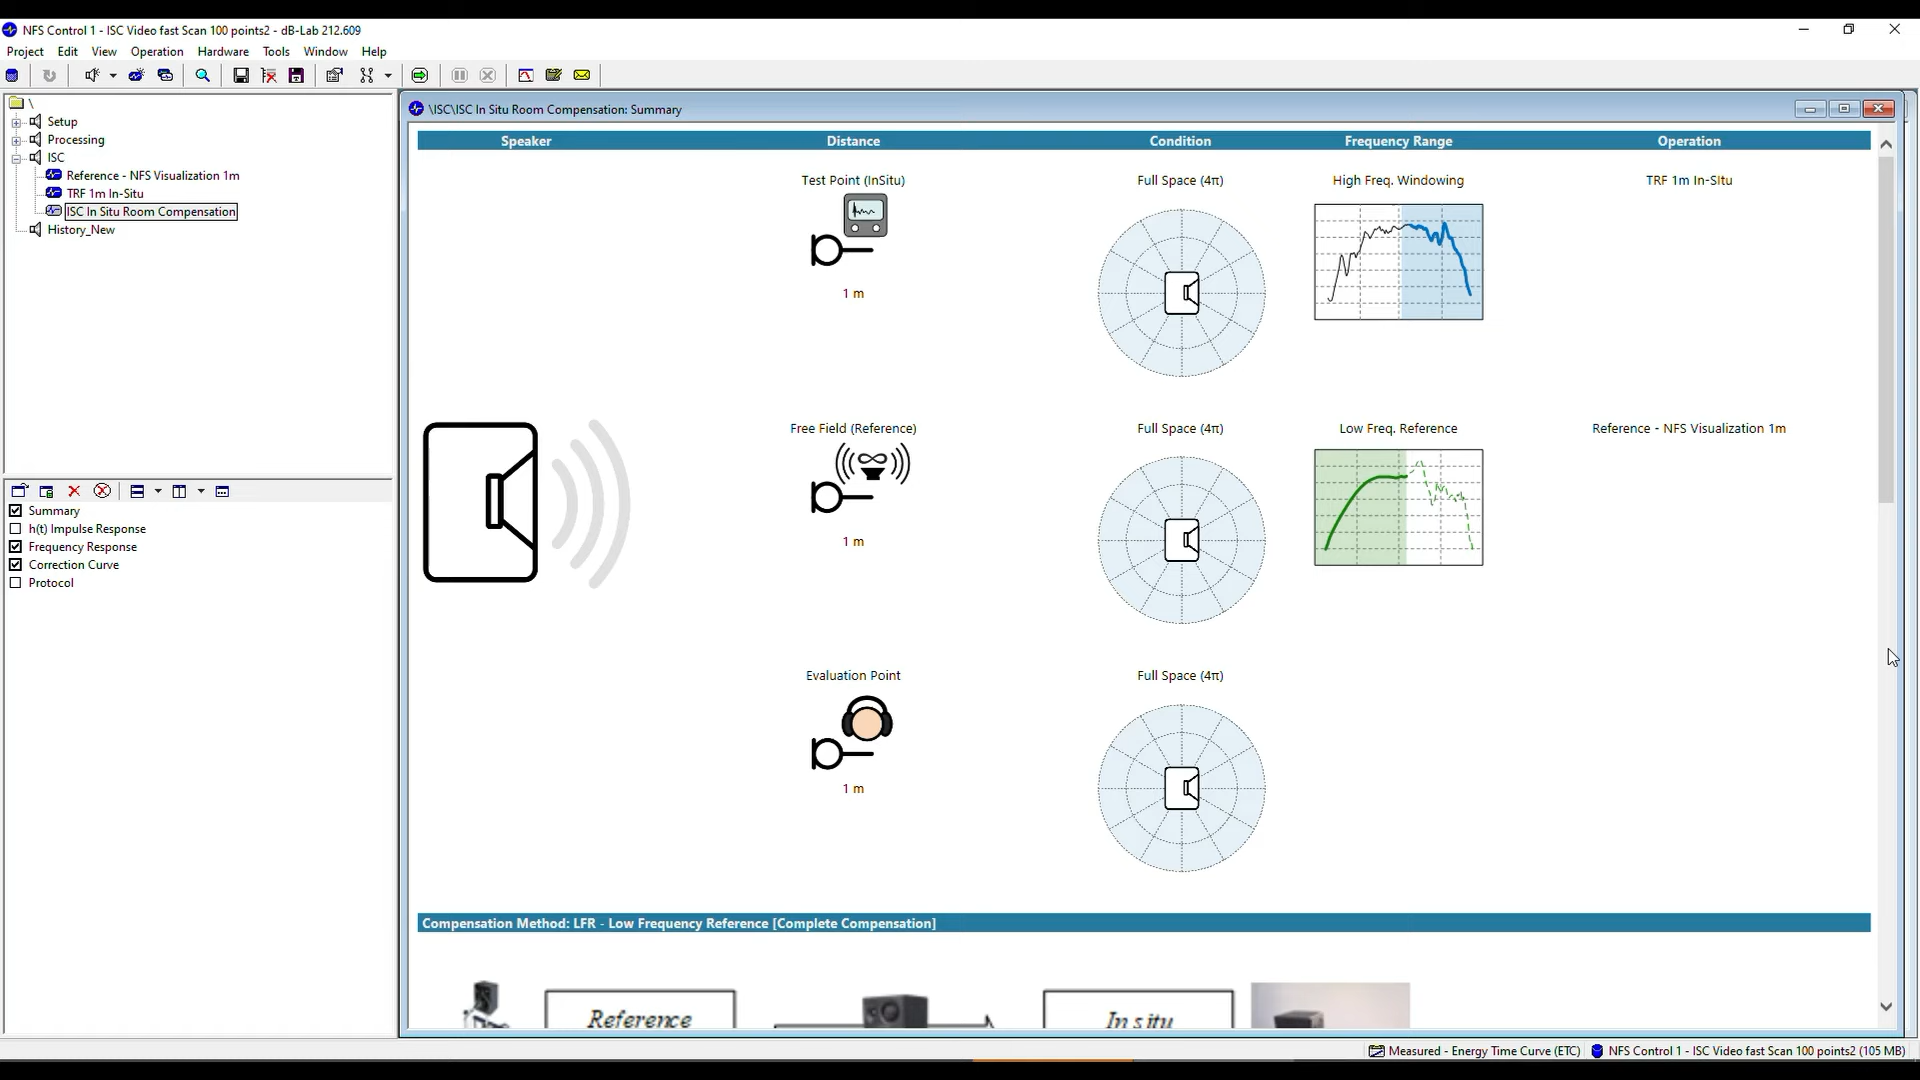 NFS Control 1 - ISC Video fast Scan 100 points2 - dB-Lab 212.609
Project Edit View Operation Hardware Tools Window Help
\
Setup
Processing
ISC
Reference - NFS Visualization 1m
TRF 1m In-Situ
ISC In Situ Room Compensation
History_New
Summary
h(t) Impulse Response
Frequency Response
Correction Curve
Protocol
\ISC\ISC In Situ Room Compensation: Summary
Speaker Distance Condition Frequency Range Operation
Test Point (InSitu) Full Space (4π) High Freq. Windowing TRF 1m In-SItu
1 m
Free Field (Reference) Full Space (4π) Low Freq. Reference Reference - NFS Visualization 1m
1 m
Evaluation Point Full Space (4π)
1 m
Compensation Method: LFR - Low Frequency Reference [Complete Compensation]
Reference In situ
Measured - Energy Time Curve (ETC) NFS Control 1 - ISC Video fast Scan 100 points2 (105 MB)